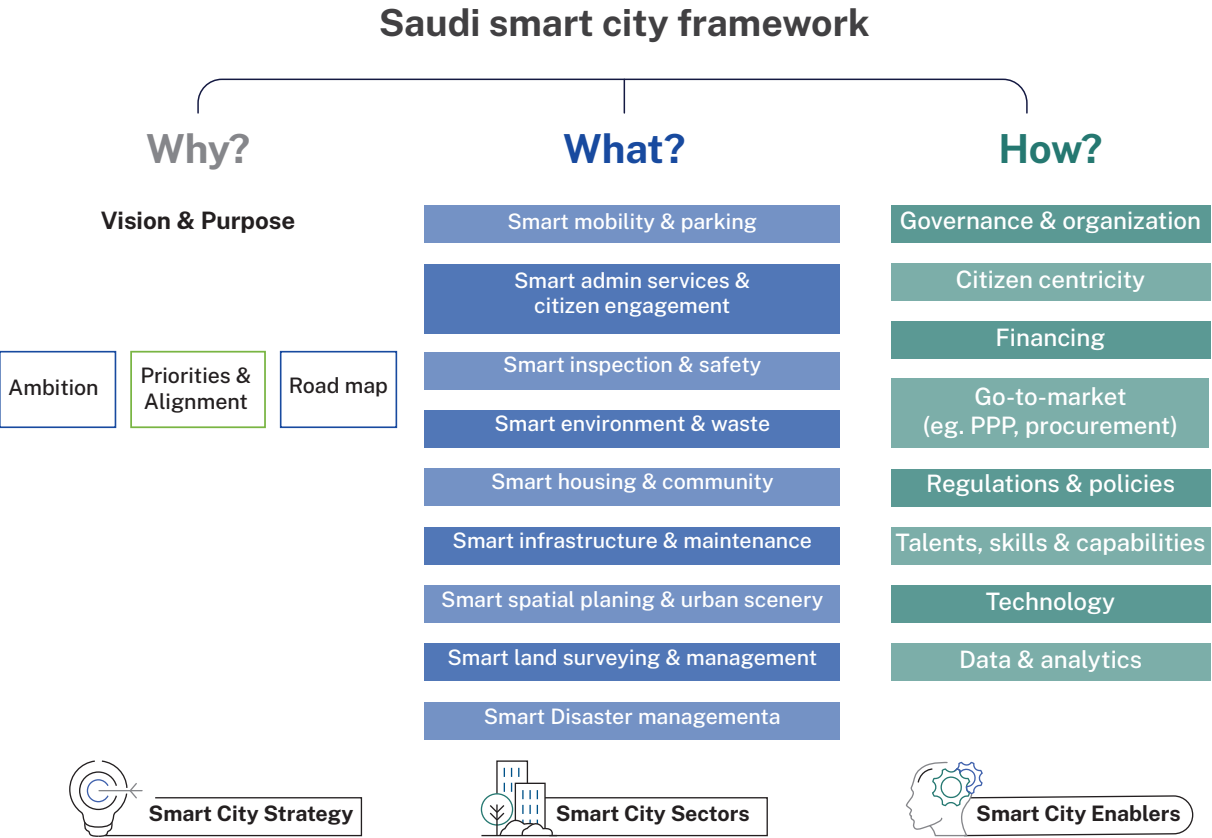 Saudi smart city framework
Why?
Vision & Purpose
Ambition
Priorities &
Alignment
Road map
Smart City Strategy
What?
Smart mobility & parking
Smart admin services &
citizen engagement
Smart inspection & safety
Smart environment & waste
Smart housing & community
Smart infrastructure & maintenance
Smart spatial planing & urban scenery
Smart land surveying & management
Smart Disaster managementa
Smart City Sectors
How?
Governance & organization
Citizen centricity
Financing
Go-to-market
(eg. PPP, procurement)
Regulations & policies
Talents, skills & capabilities
Technology
Data & analytics
Smart City Enablers